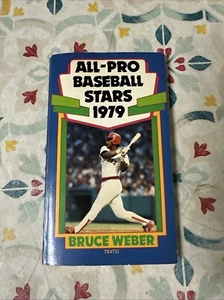 ALL-PRO
BASEBALL
STARS
1979
BRUCE WEBER